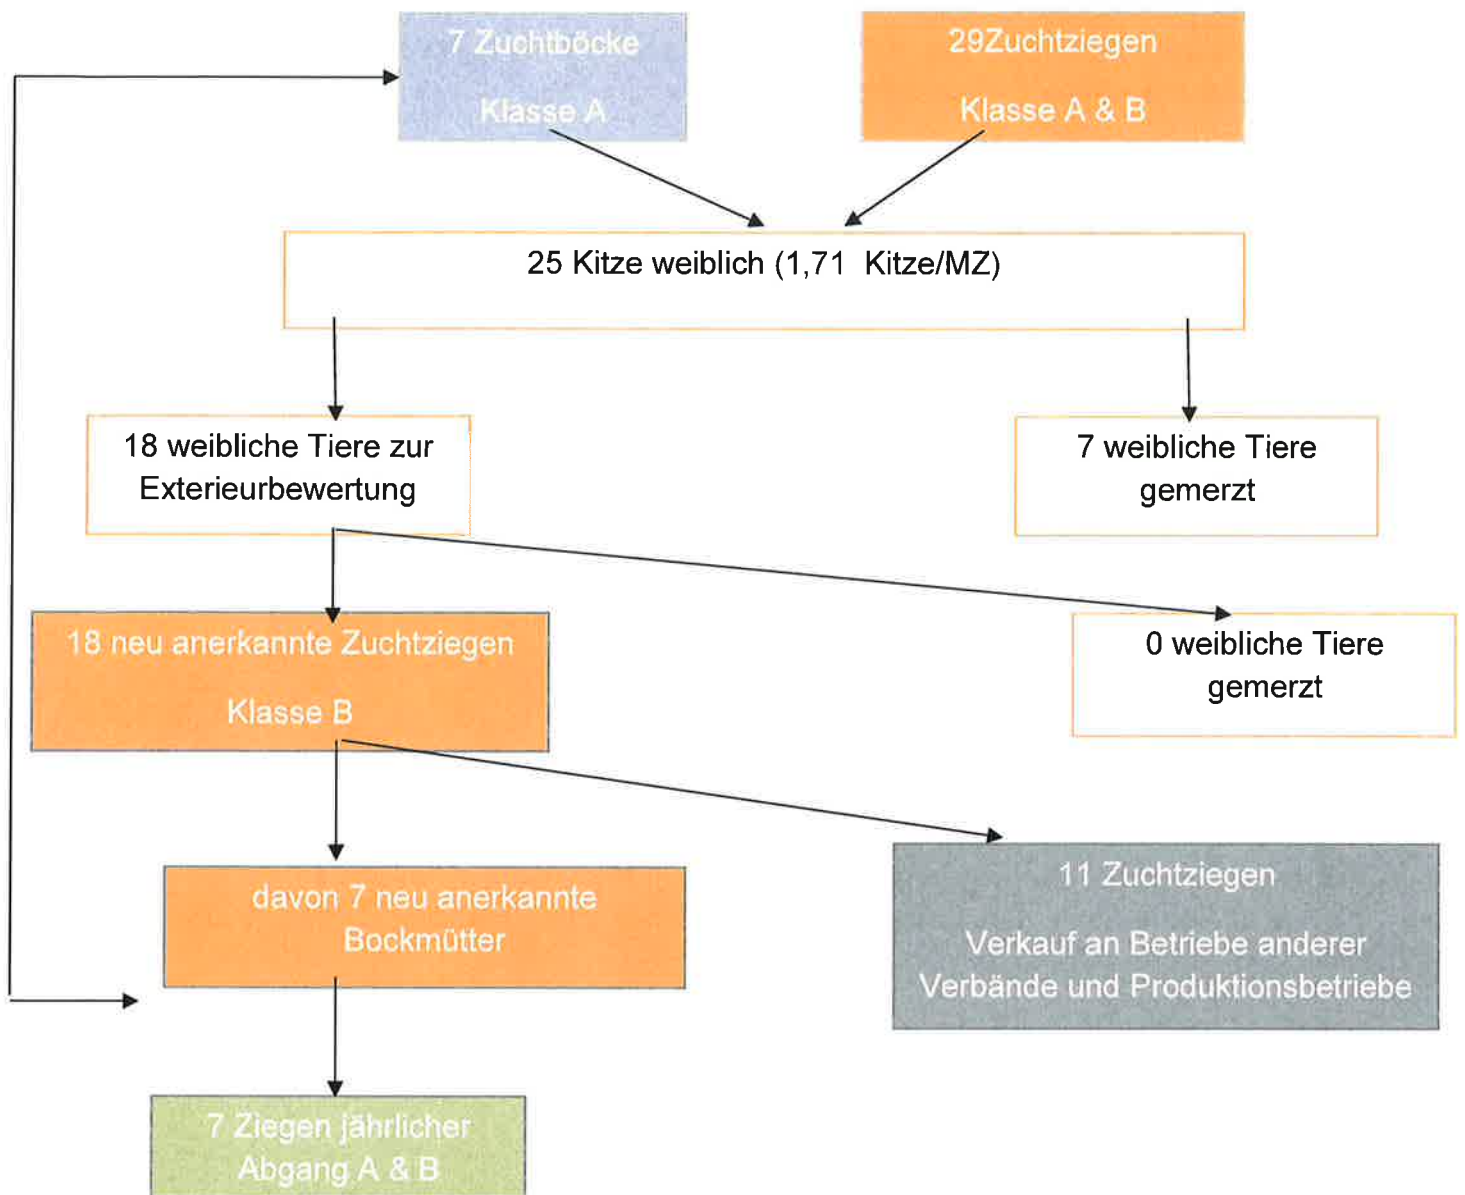 7 Zuchtböcke
Klasse A
29Zuchtziegen
Klasse A & B
25 Kitze weiblich (1,71 Kitze/MZ)
18 weibliche Tiere zur
Exterieurbewertung
7 weibliche Tiere
gemerzt
18 neu anerkannte Zuchtziegen
Klasse B
0 weibliche Tiere
gemerzt
davon 7 neu anerkannte
Bockmütter
11 Zuchtziegen
Verkauf an Betriebe anderer
Verbände und Produktionsbetriebe
7 Ziegen jährlicher
Abgang A & B